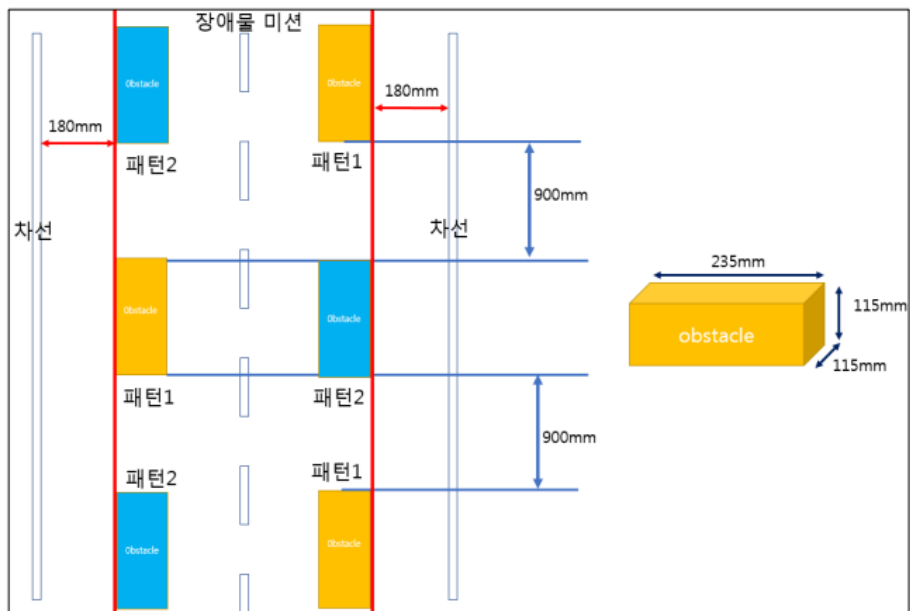 장애물 미션
Obstacle
Obstacle
180mm
180mm
패턴2
패턴1
900mm
차선
차선
235mm
115mm
obstacle
115mm
Obstacle
Obstacle
패턴1
패턴2
900mm
패턴2
패턴1
Obstacle
Obstacle